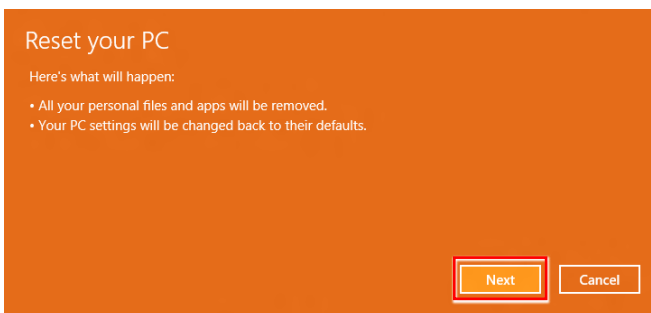 Reset your PC
Here's what will happen:
• All your personal files and apps will be removed.
• Your PC settings will be changed back to their defaults.
Next Cancel